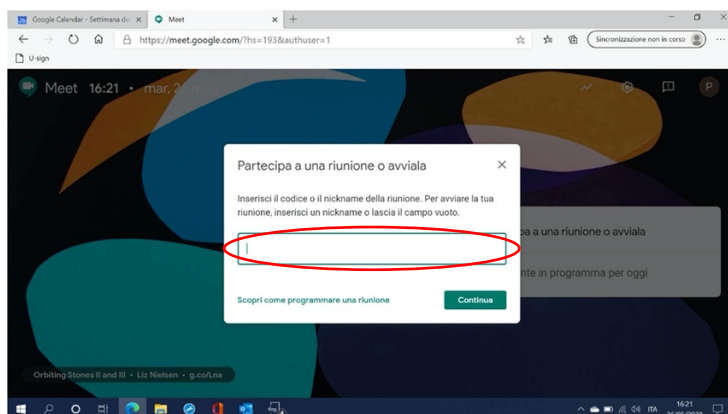 Google Calendar - Settimana de
Meet
https://meet.google.com/?hs=193&authuser=1
Sincronizzazione non in corso
U-sign
Meet 16:21 • mar, 2
P
Partecipa a una riunione o avviala
Inserisci il codice o il nickname della riunione. Per avviare la tua
riunione, inserisci un nickname o lascia il campo vuoto.
pa a una riunione o avviala
nte in programma per oggi
Scopri come programmare una riunione
Continua
Orbiting Stones II and III • Liz Nielsen • g.co/Lna
ITA
16:21